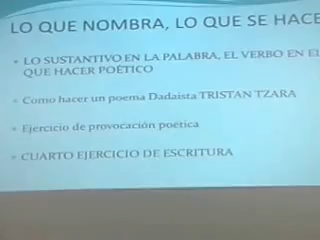 LO QUE NOMBRA, LO QUE SE HACE
LO SUSTANTIVO EN LA PALABRA, EL VERBO EN EL
QUE HACER POÉTICO
Como hacer un poema Dadaista TRISTAN TZARA
Ejercicio de provocación poética
CUARTO EJERCICIO DE ESCRITURA